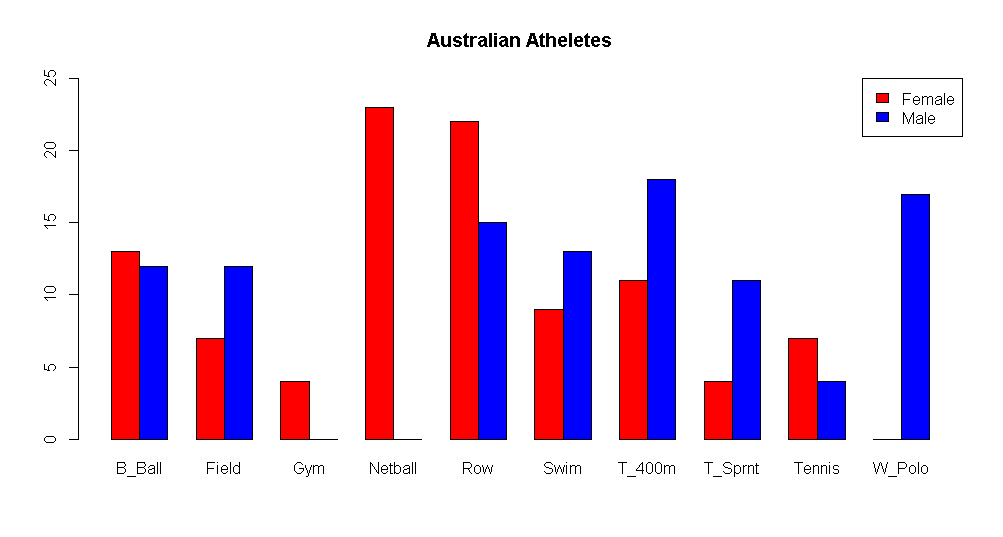 Australian Atheletes
25
20
15
10
5
0
Female
Male
B_Ball Field Gym Netball Row Swim T_400m T_Sprnt Tennis W_Polo